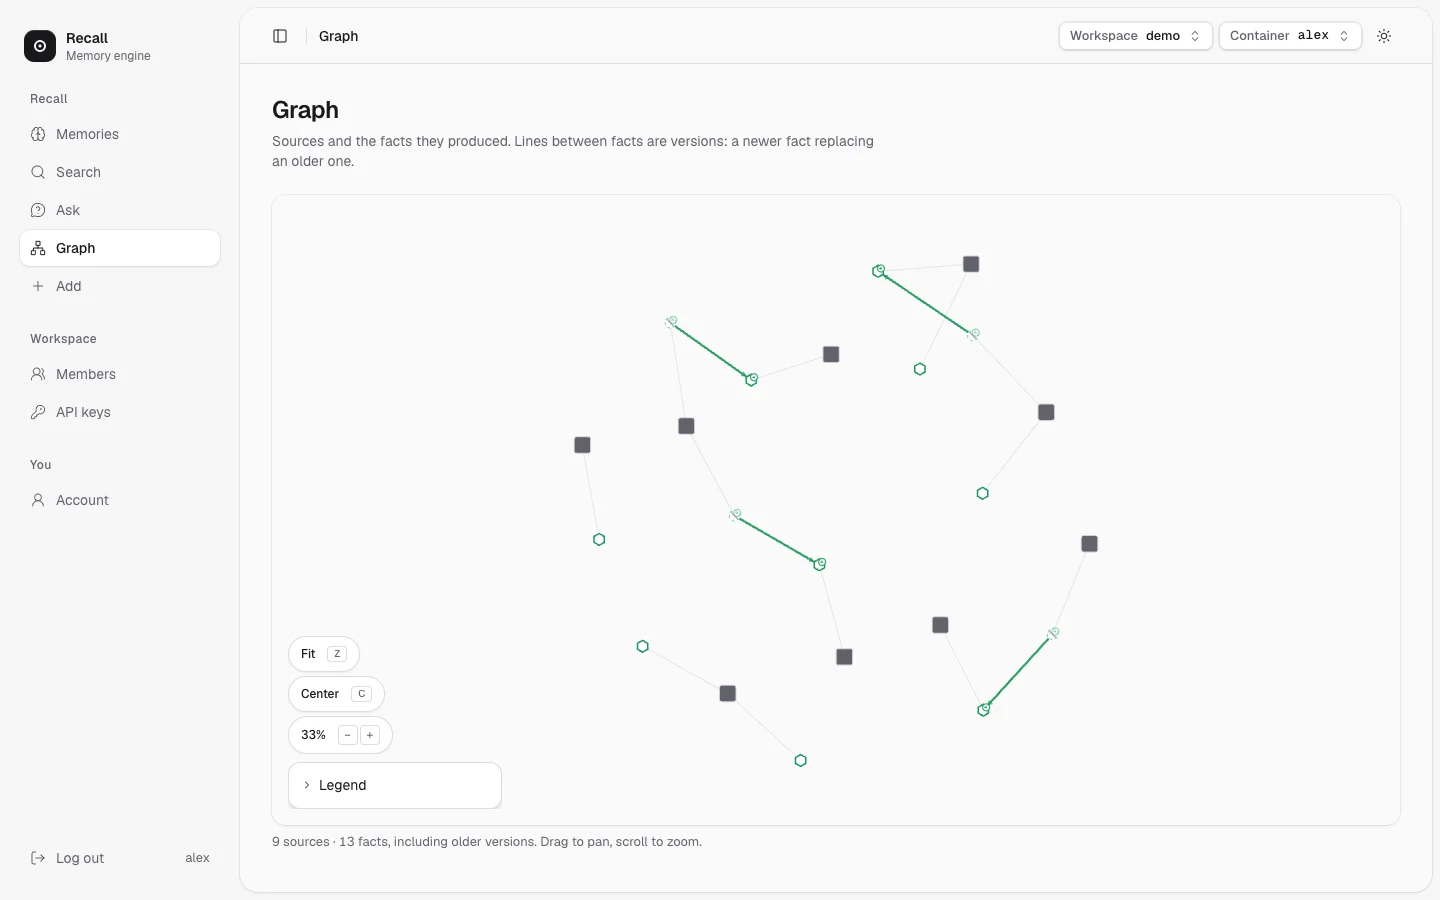 Recall
Memory engine
Recall
Memories
Search
Ask
Graph
Add
Workspace
Members
API keys
You
Account
Log out alex
Graph
Workspace demo
Container alex
Graph
Sources and the facts they produced. Lines between facts are versions: a newer fact replacing
an older one.
Fit Z
Center C
33% − +
Legend
9 sources · 13 facts, including older versions. Drag to pan, scroll to zoom.